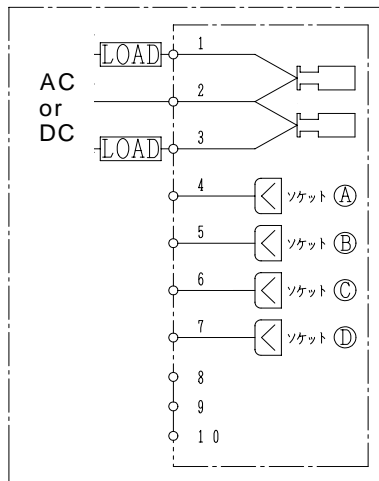 1
LOAD
AC
or
DC
2
LOAD
3
4 ソケット Ⓐ
5 ソケット Ⓑ
6 ソケット Ⓒ
7 ソケット Ⓓ
8
9
10